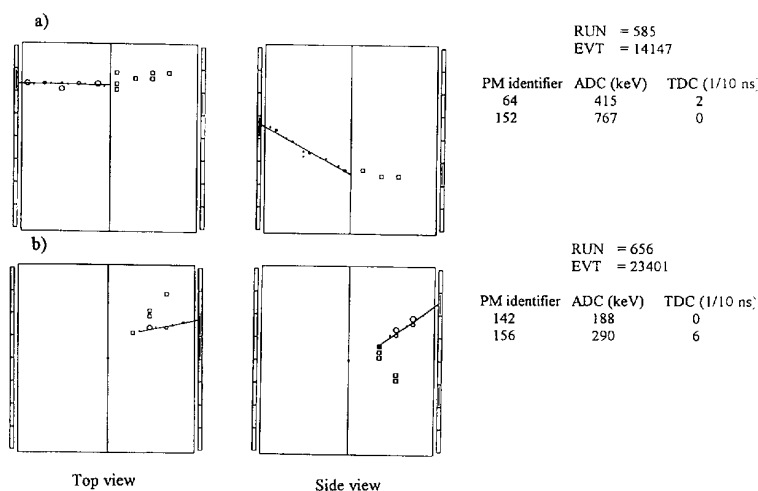 a)
RUN = 585
EVT = 14147
PM identifier ADC (keV) TDC (1/10 ns)
64 415 2
152 767 0
b)
RUN = 656
EVT = 23401
PM identifier ADC (keV) TDC (1/10 ns)
142 188 0
156 290 6
Top view Side view